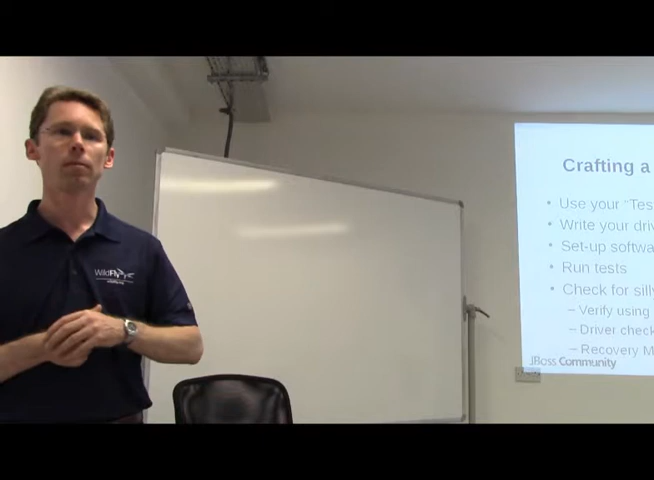 WildFly
Crafting a
• Use your "Tes
• Write your dri
• Set-up softwa
• Run tests
• Check for silly
– Verify using
– Driver check
– Recovery M
JBoss Community